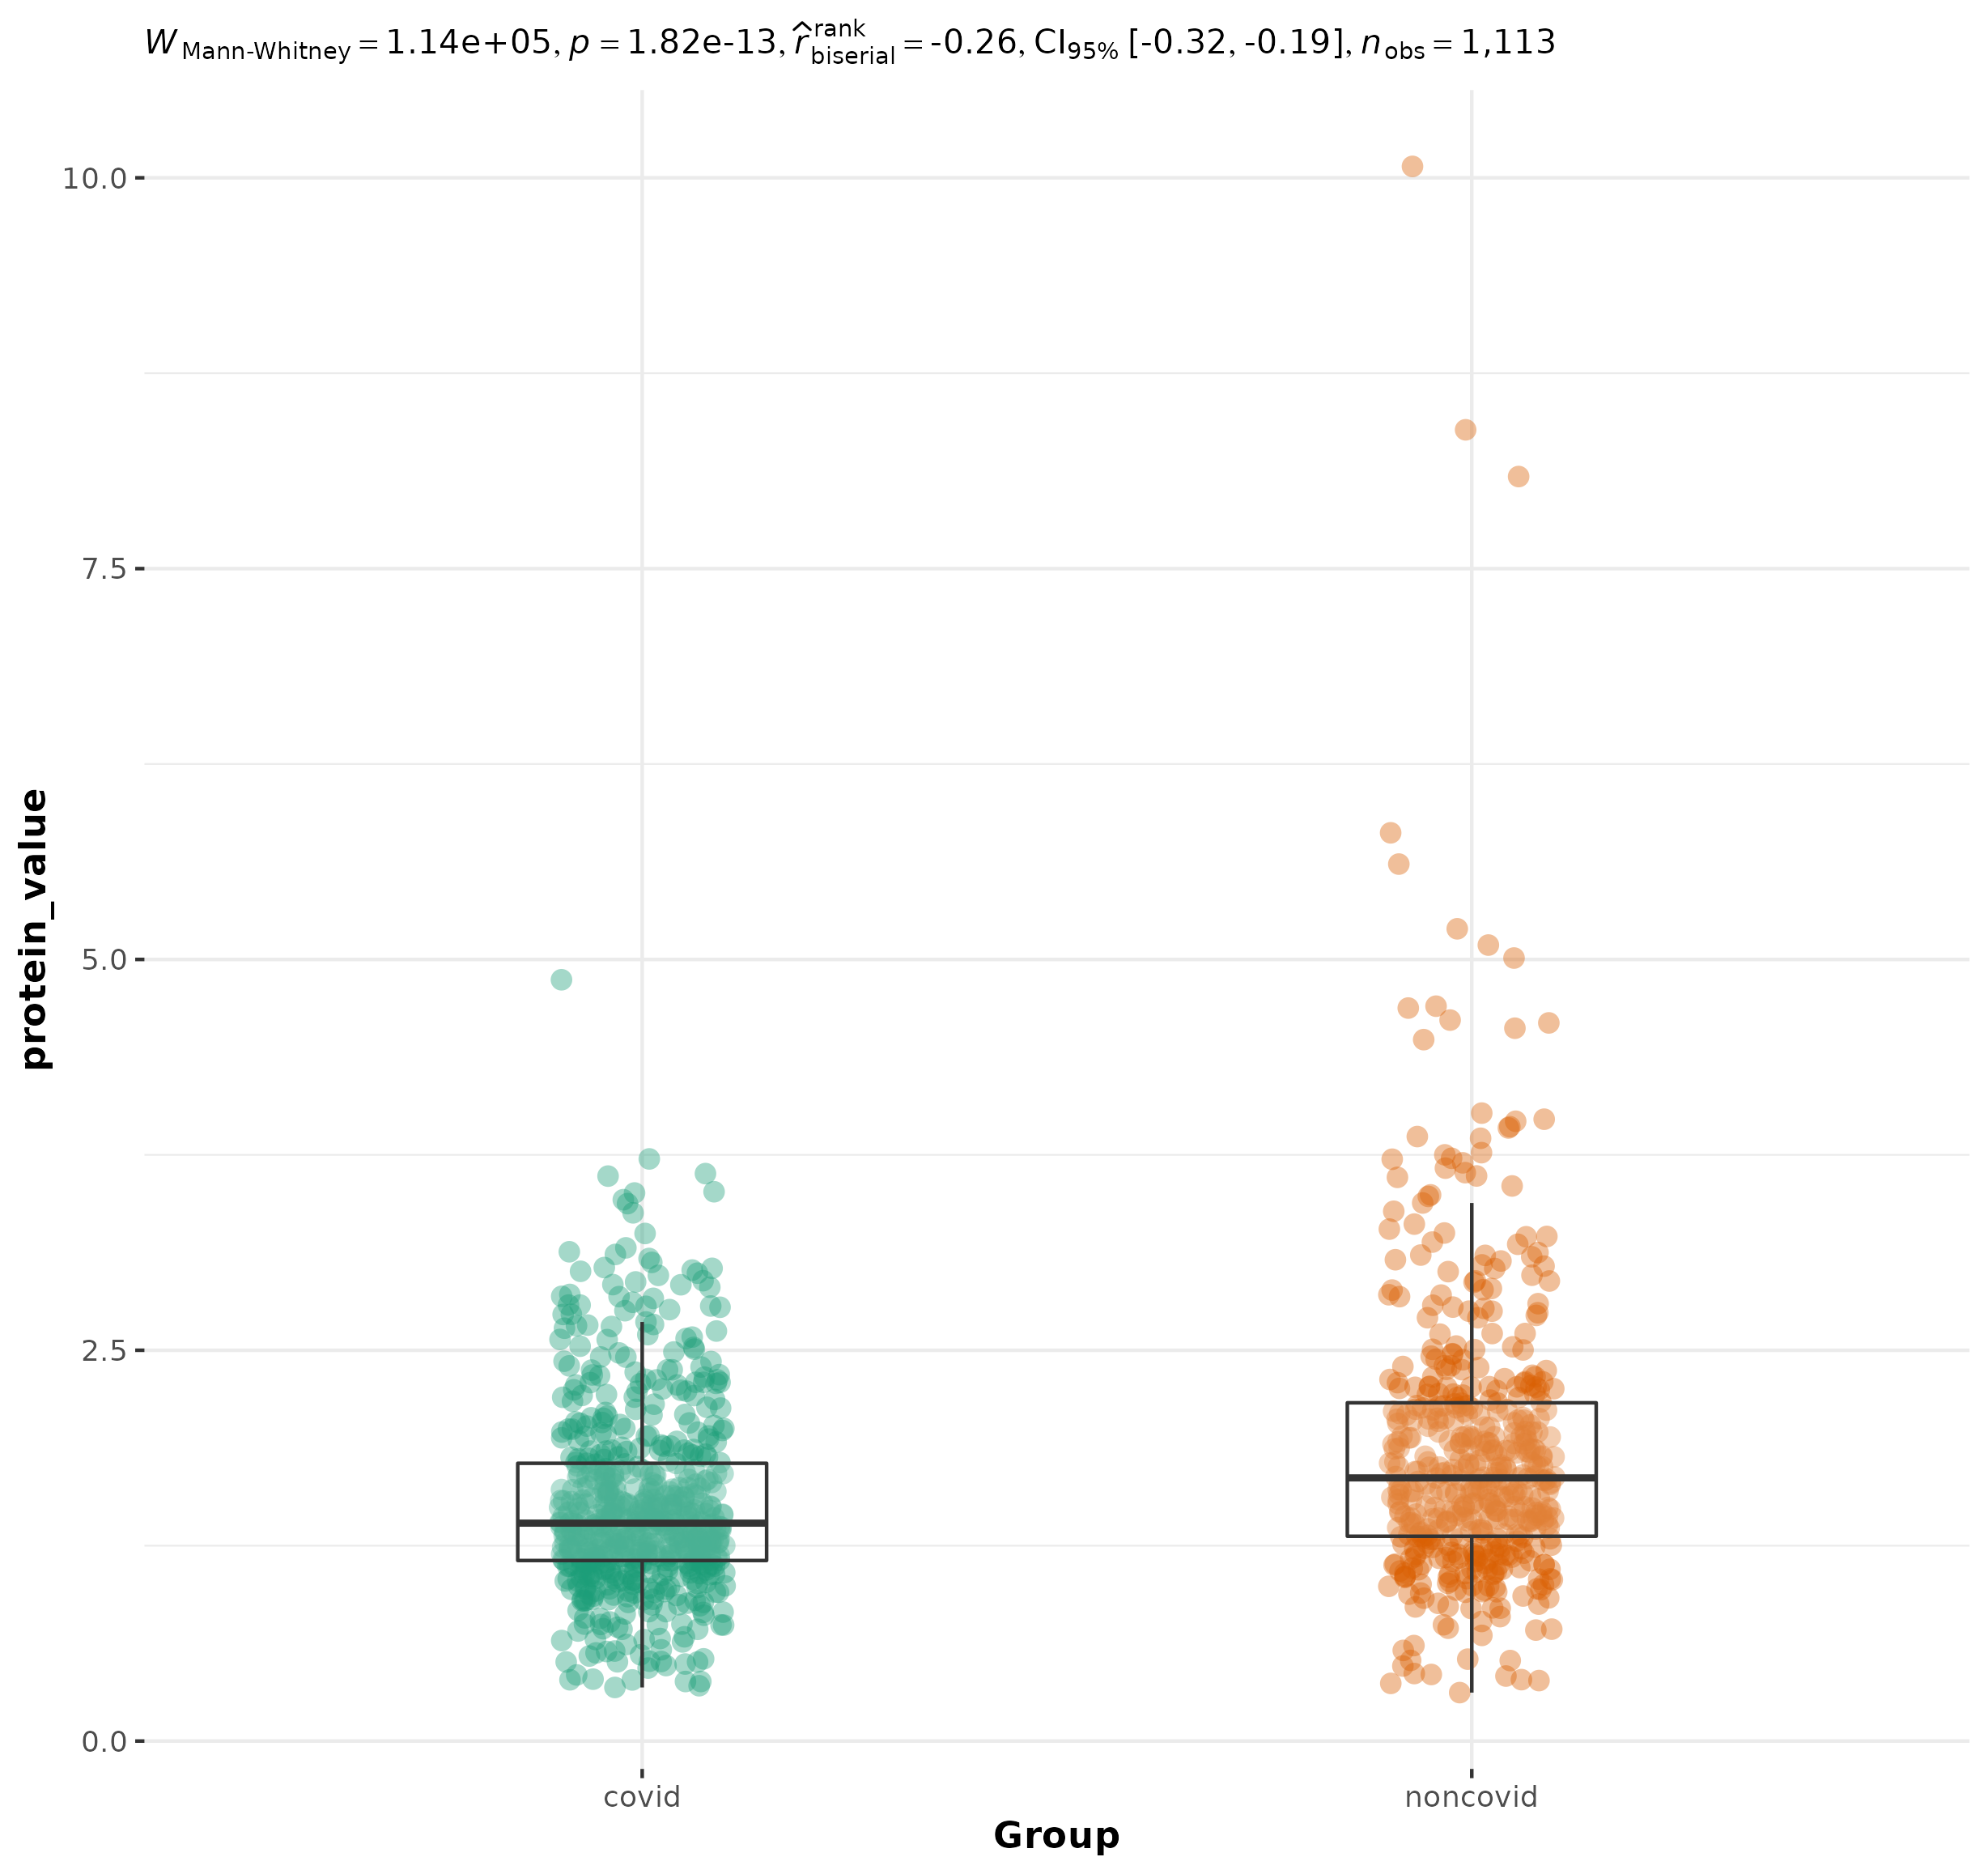 W Mann-Whitney = 1.14e+05, p = 1.82e-13, r̂ rank biserial = -0.26, CI95% [-0.32, -0.19], n obs = 1,113
10.0
7.5
5.0
2.5
0.0
protein_value
covid noncovid
Group